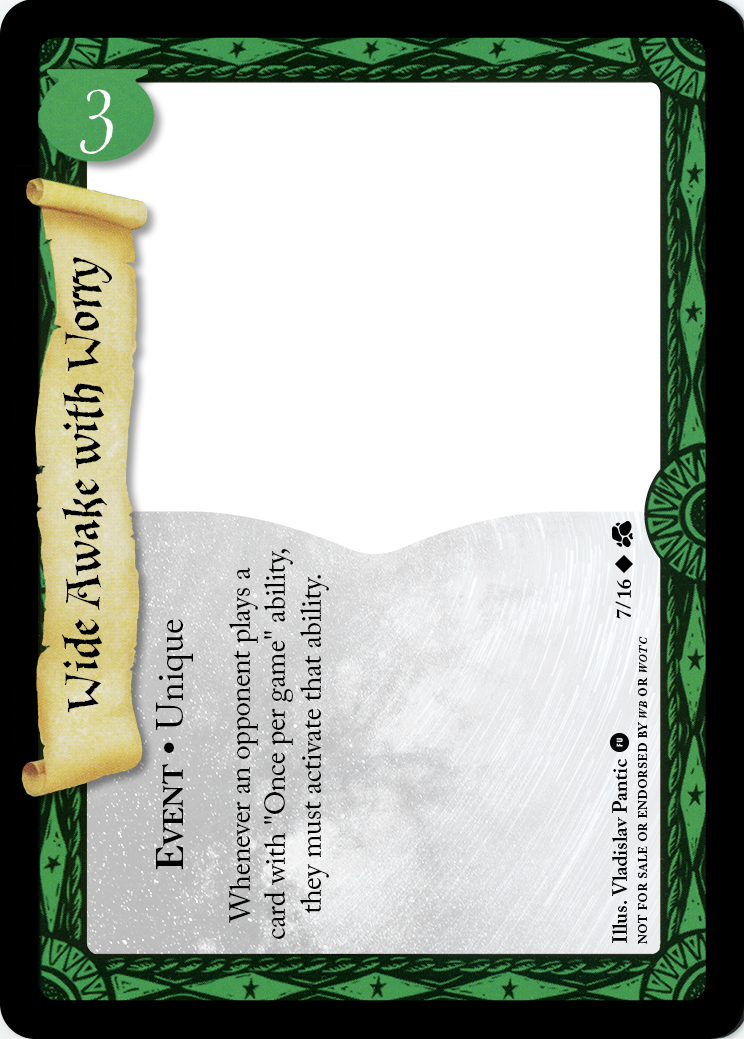 3
Wide Awake with Worry
EVENT • Unique
Whenever an opponent plays a
card with "Once per game" ability,
they must activate that ability.
7/16
Illus. Vladislav Pantic FU
NOT FOR SALE OR ENDORSED BY WB OR WOTC